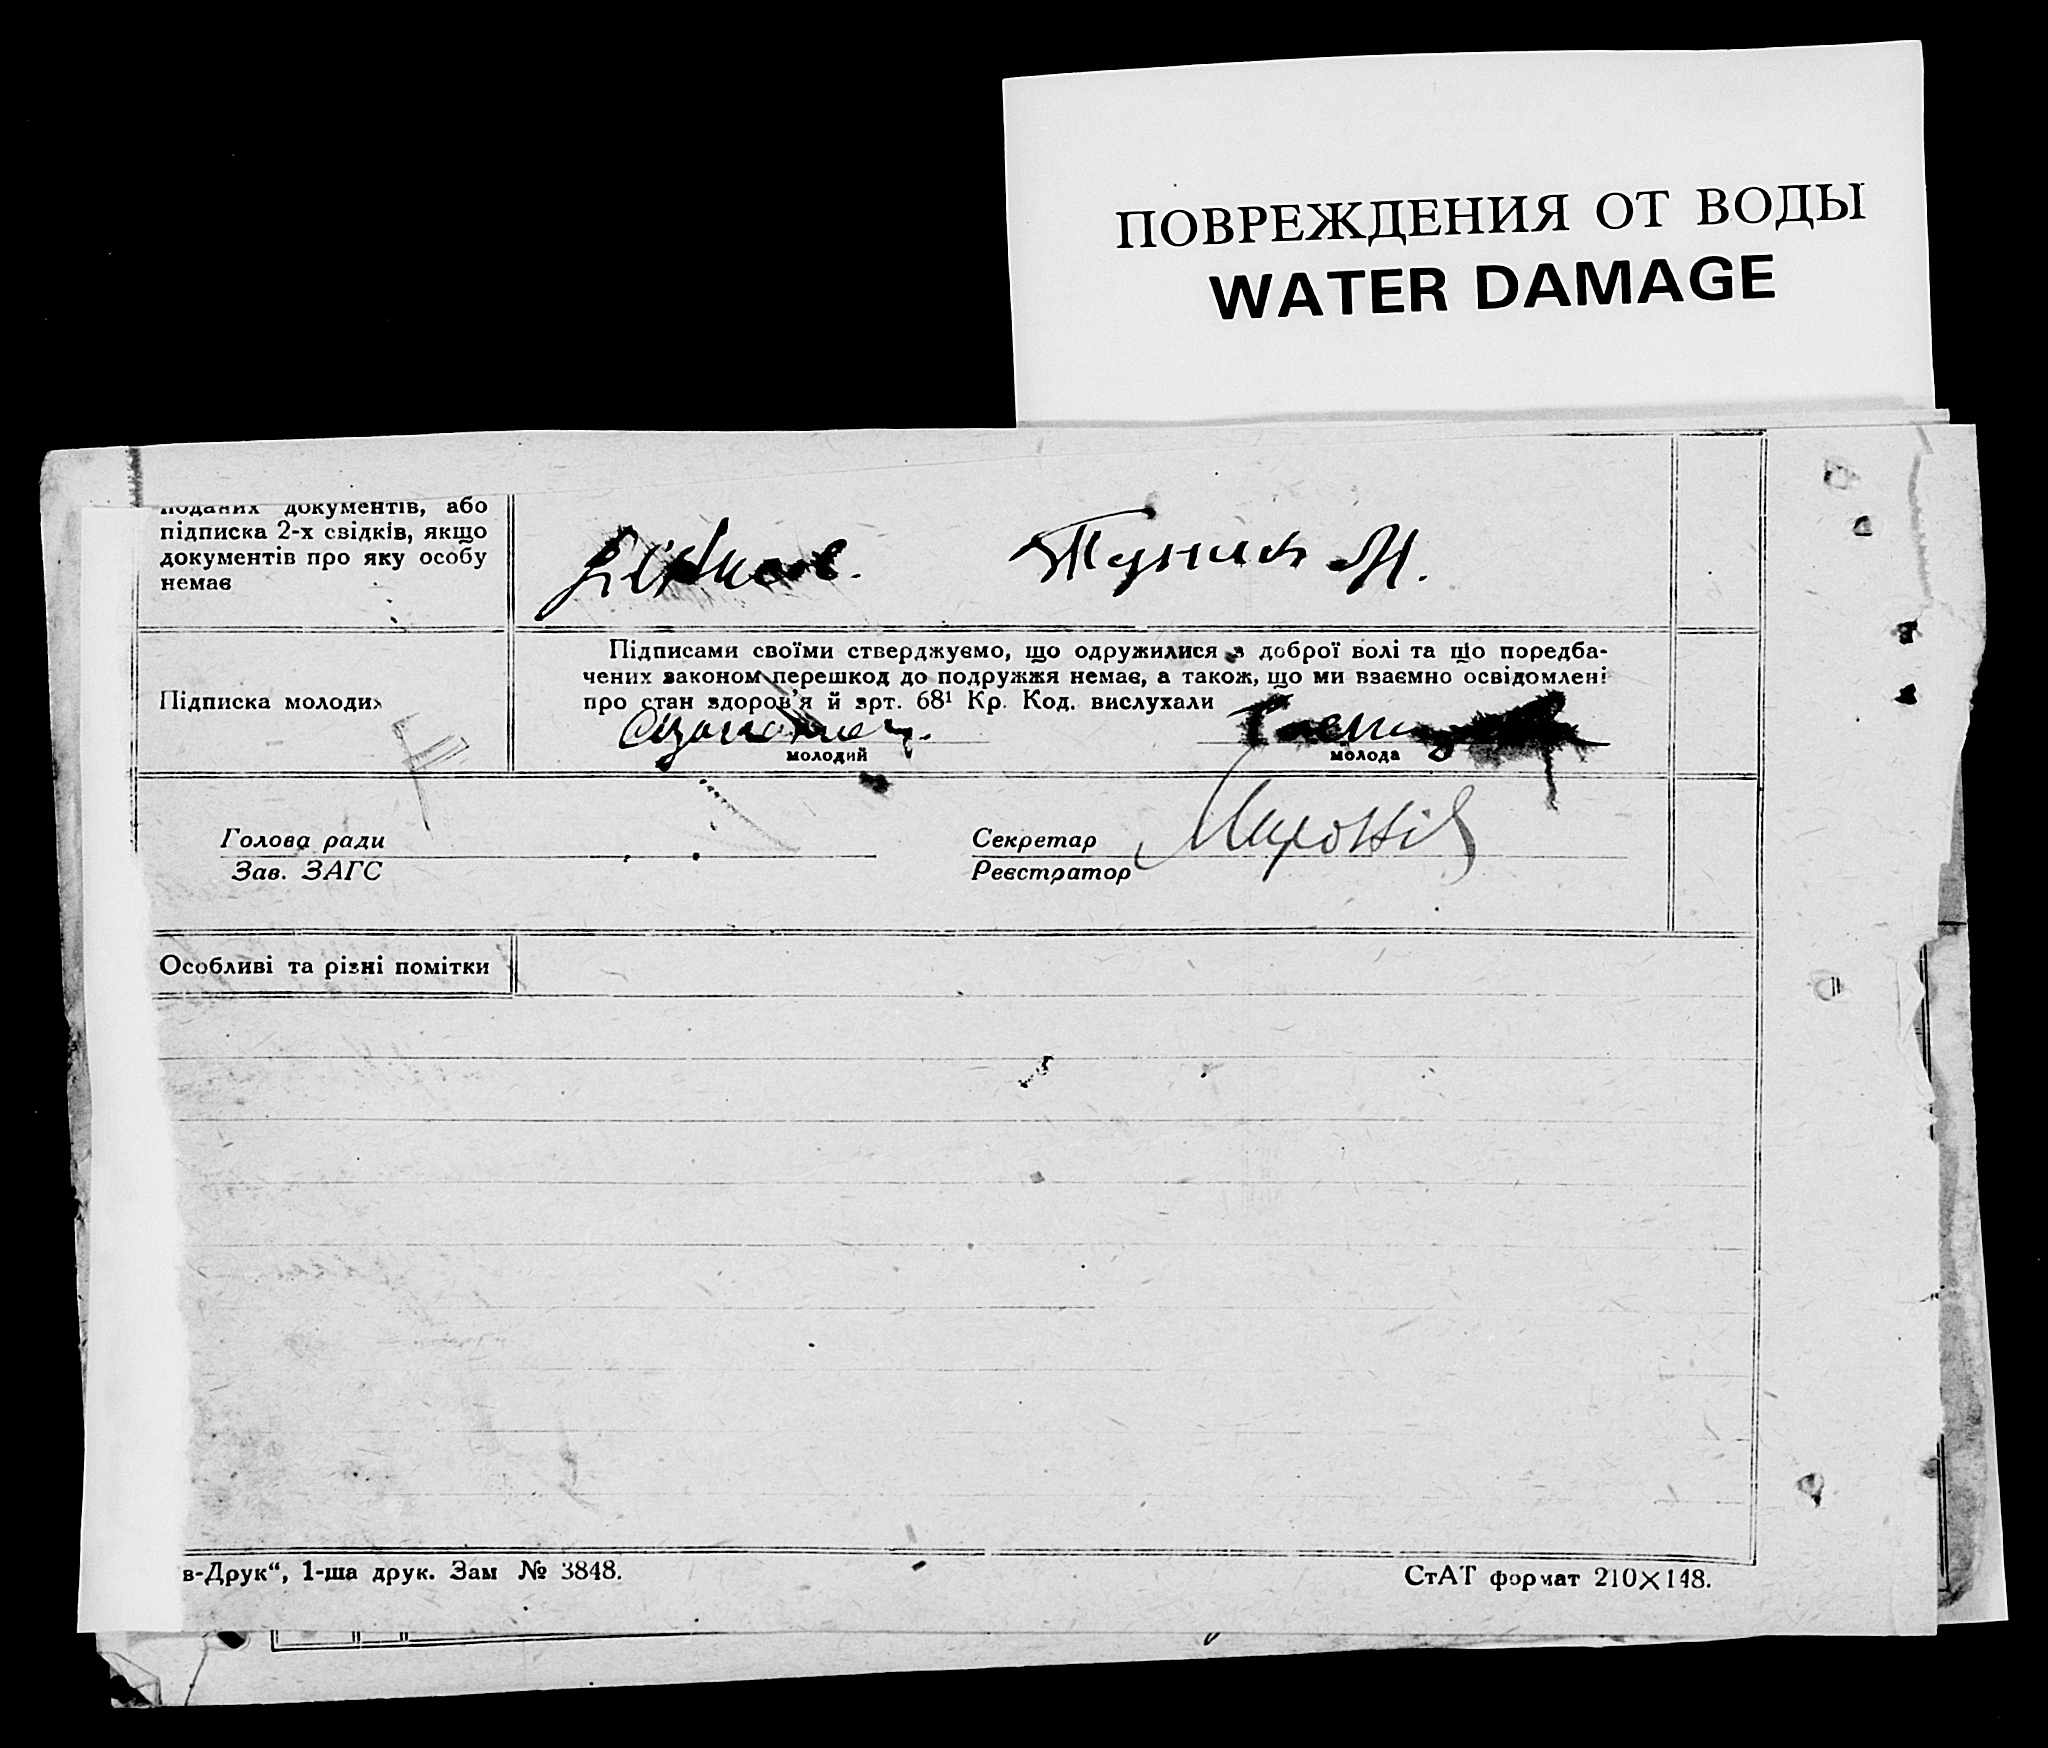 ПОВРЕЖДЕНИЯ ОТ ВОДЫ
WATER DAMAGE
поданих документів, або
підписка 2-х свідків, якщо
документів про яку особу
немає
Підписка молодих
Підписами своїми стверджуємо, що одружилися з доброї волі та що передба-
чених законом перешкод до подружжя немає, а також, що ми взаємно освідомлені
про стан здоров'я й арт. 68¹ Кр. Код. вислухали
молодий
молода
Голова ради
Зав. ЗАГС
Секретар
Реєстратор
Особливі та різні помітки
в-Друк“, 1-ша друк. Зам № 3848.
СтАТ формат 210×148.